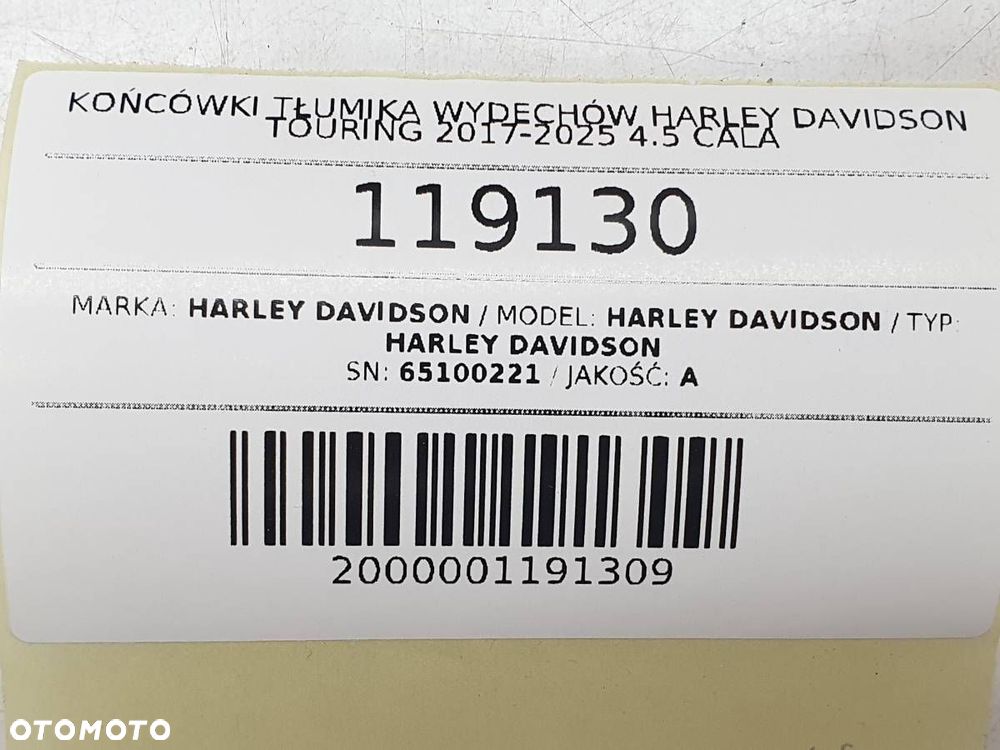 KOŃCÓWKI TŁUMIKA WYDECHÓW HARLEY DAVIDSON
TOURING 2017-2025 4.5 CALA
119130
MARKA: HARLEY DAVIDSON / MODEL: HARLEY DAVIDSON / TYP:
HARLEY DAVIDSON
SN: 65100221 / JAKOŚĆ: A
2000001191309
OTOMOTO